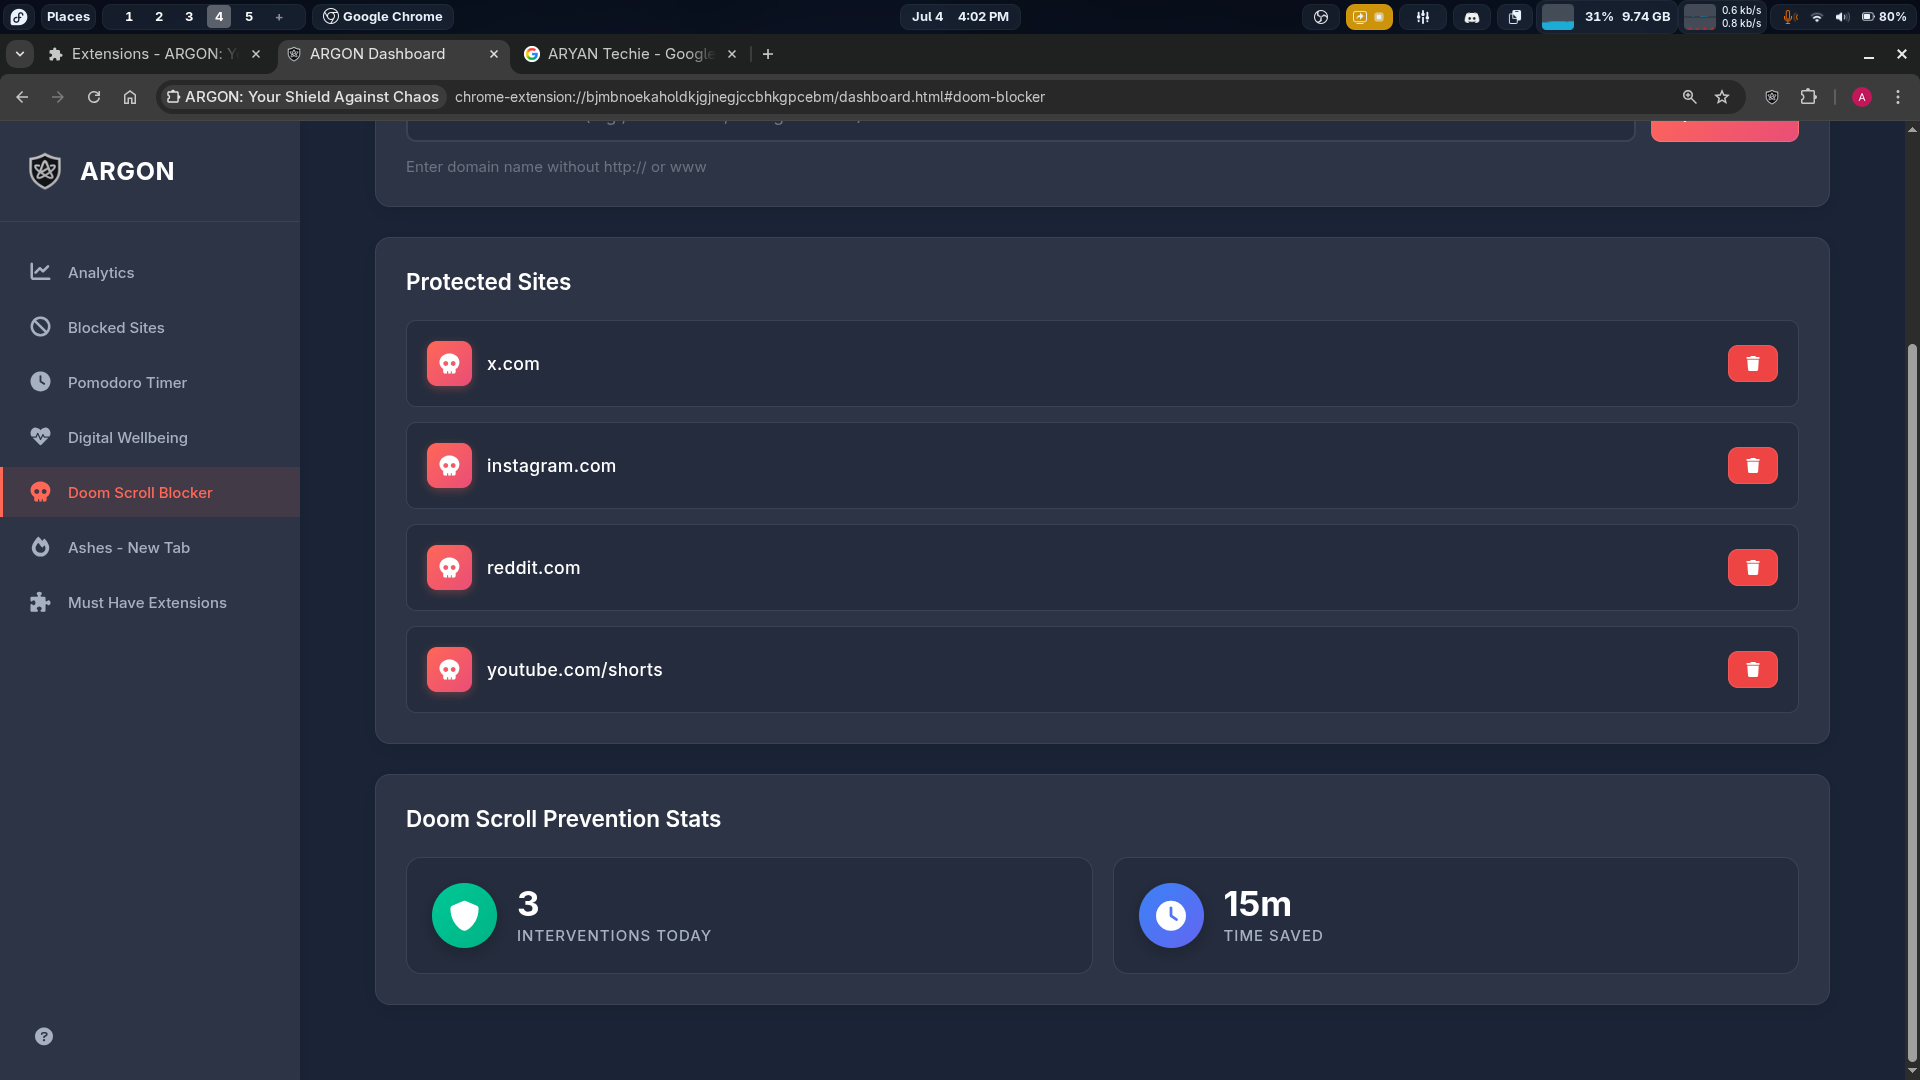 Places 1 2 3 4 5 + Google Chrome Jul 4 4:02 PM 31% 9.74 GB 0.6 kb/s 0.8 kb/s 80%
Extensions - ARGON: Y ARGON Dashboard ARYAN Techie - Google
ARGON: Your Shield Against Chaos chrome-extension://bjmbnoekaholdkjgjnegjccbhkgpcebm/dashboard.html#doom-blocker A
ARGON
Analytics
Blocked Sites
Pomodoro Timer
Digital Wellbeing
Doom Scroll Blocker
Ashes - New Tab
Must Have Extensions
?
Enter domain name without http:// or www
Protected Sites
x.com
instagram.com
reddit.com
youtube.com/shorts
Doom Scroll Prevention Stats
3
INTERVENTIONS TODAY
15m
TIME SAVED